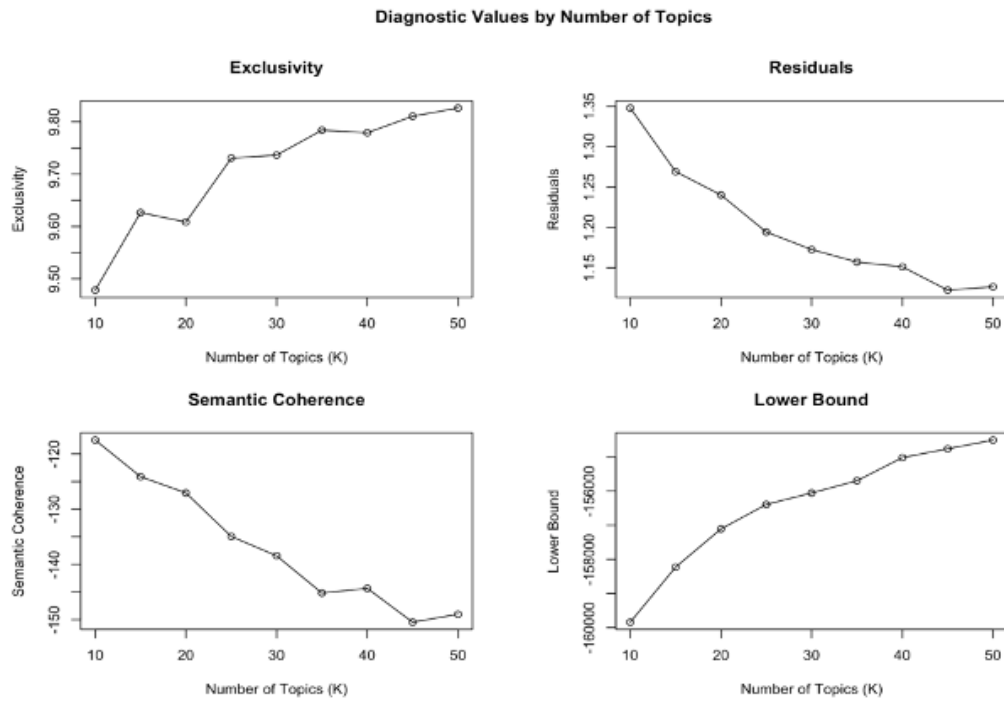 Diagnostic Values by Number of Topics
Exclusivity
Exclusivity
9.80
9.70
9.60
9.50
10 20 30 40 50
Number of Topics (K)
Residuals
Residuals
1.35
1.30
1.25
1.20
1.15
10 20 30 40 50
Number of Topics (K)
Semantic Coherence
Semantic Coherence
-120
-130
-140
-150
10 20 30 40 50
Number of Topics (K)
Lower Bound
Lower Bound
-156000
-158000
-160000
10 20 30 40 50
Number of Topics (K)